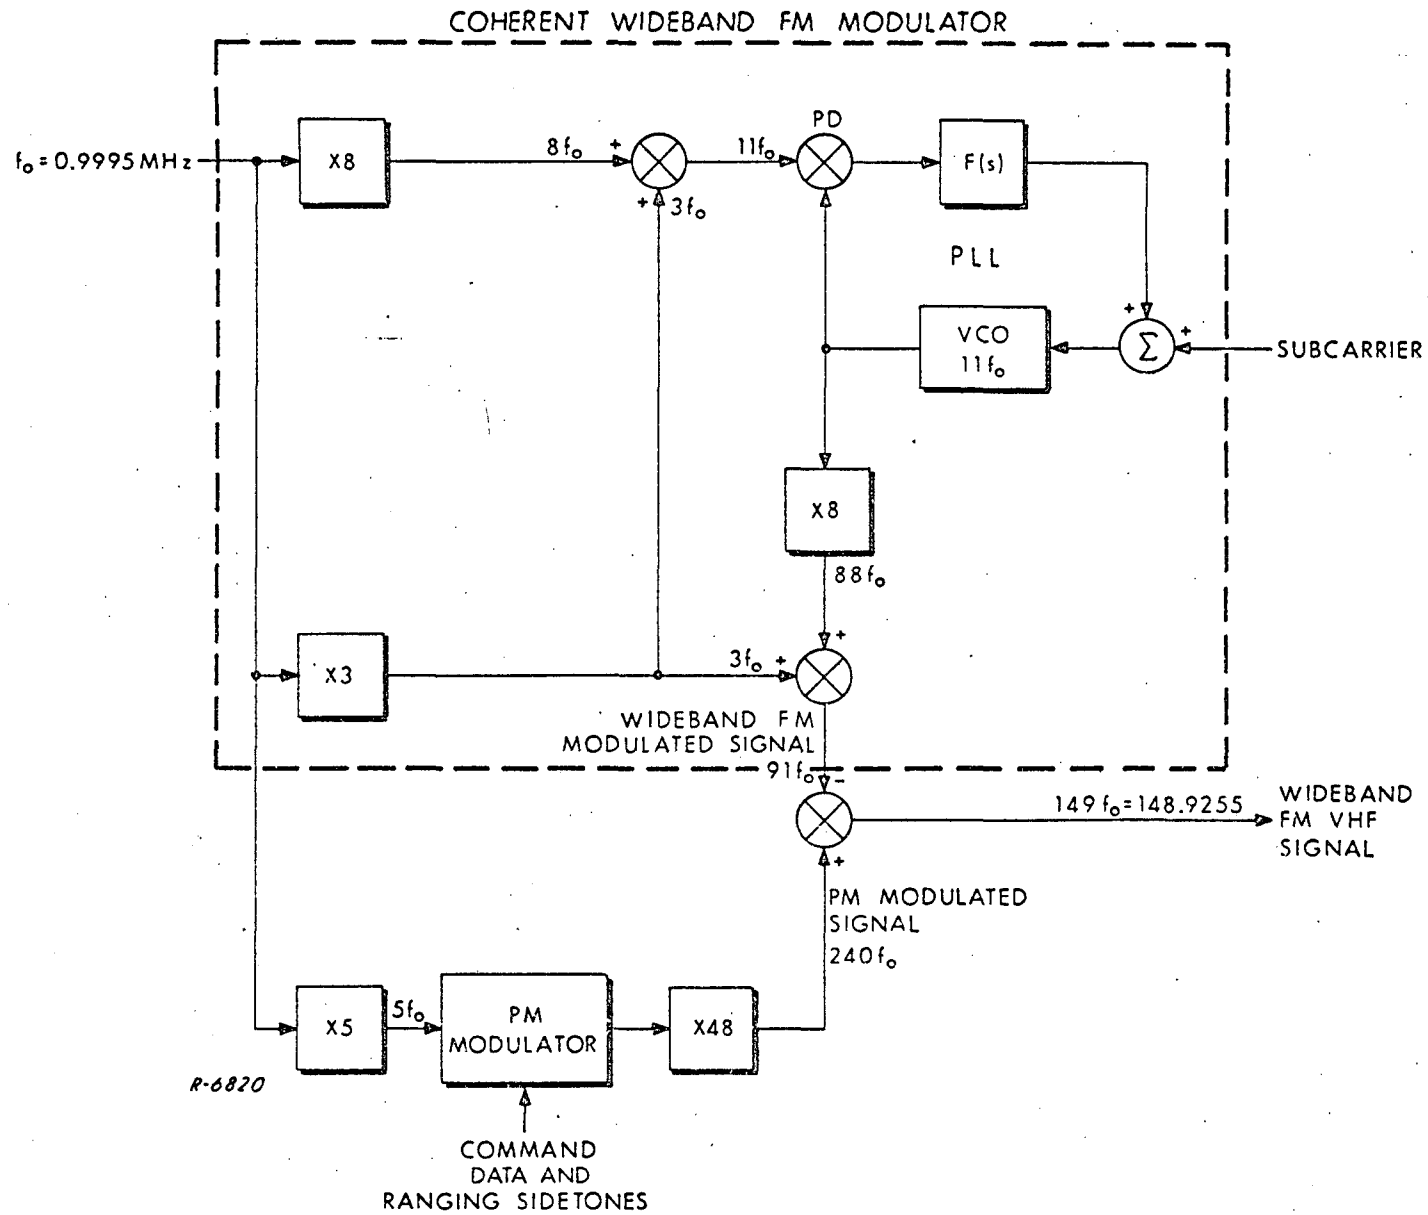 COHERENT WIDEBAND FM MODULATOR
f₀ = 0.9995 MHz
X8
8f₀
+
+
3f₀
11f₀
PD
F(s)
PLL
+
+
Σ
SUBCARRIER
VCO
11f₀
X8
88f₀
+
X3
3f₀
+
WIDEBAND FM
MODULATED SIGNAL
91f₀
-
149f₀ = 148.9255
WIDEBAND
FM VHF
SIGNAL
+
PM MODULATED
SIGNAL
240f₀
X5
5f₀
PM
MODULATOR
X48
R-6820
COMMAND
DATA AND
RANGING SIDETONES